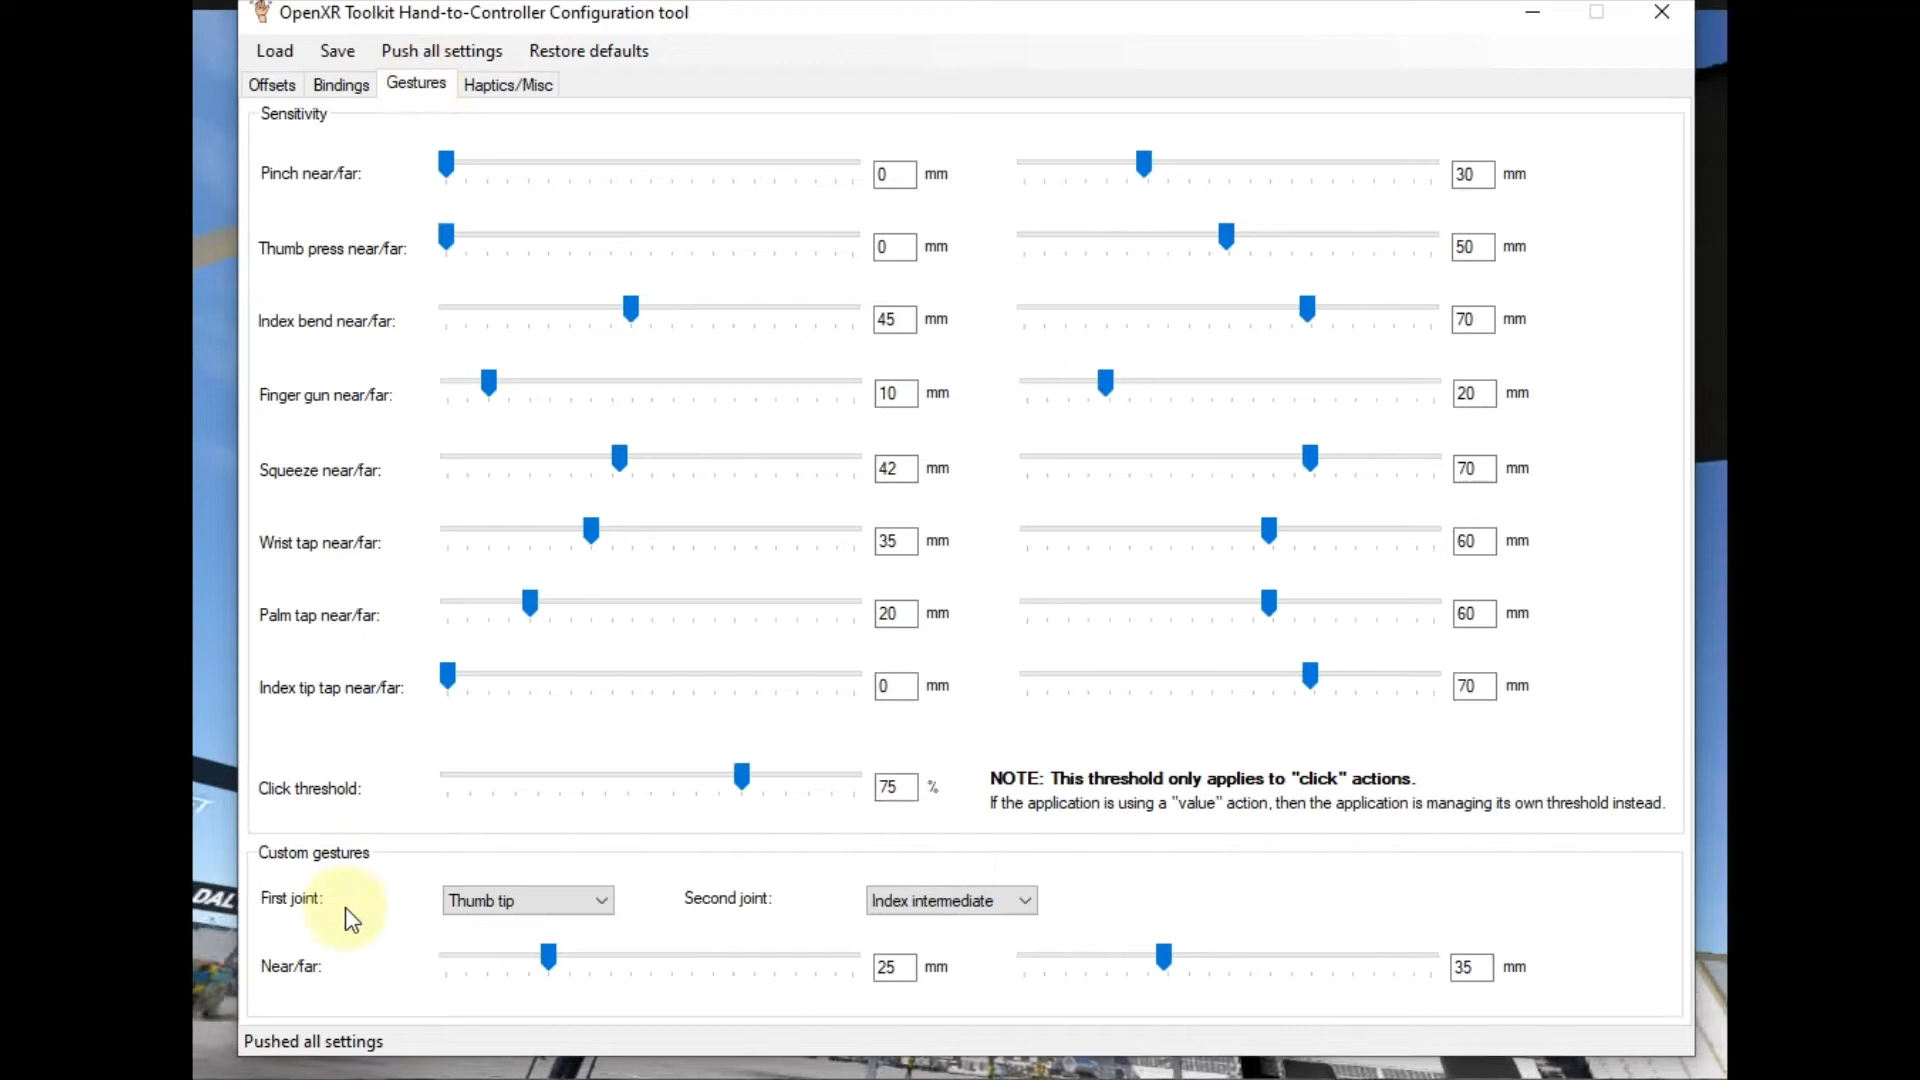 OpenXR Toolkit Hand-to-Controller Configuration tool
Load Save Push all settings Restore defaults
Offsets Bindings Gestures Haptics/Misc
Sensitivity
Pinch near/far: 0 mm 30 mm
Thumb press near/far: 0 mm 50 mm
Index bend near/far: 45 mm 70 mm
Finger gun near/far: 10 mm 20 mm
Squeeze near/far: 42 mm 70 mm
Wrist tap near/far: 35 mm 60 mm
Palm tap near/far: 20 mm 60 mm
Index tip tap near/far: 0 mm 70 mm
Click threshold: 75 % NOTE: This threshold only applies to "click" actions.
If the application is using a "value" action, then the application is managing its own threshold instead.
Custom gestures
First joint: Thumb tip Second joint: Index intermediate
Near/far: 25 mm 35 mm
Pushed all settings
DAL